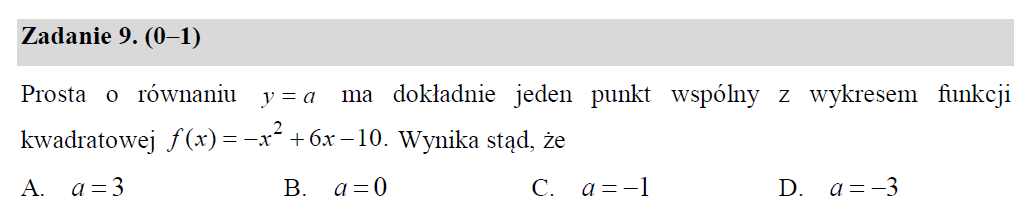 Zadanie 9. (0–1)
Prosta o równaniu y = a ma dokładnie jeden punkt wspólny z wykresem funkcji
kwadratowej f(x) = −x² + 6x − 10. Wynika stąd, że
A. a = 3 B. a = 0 C. a = −1 D. a = −3